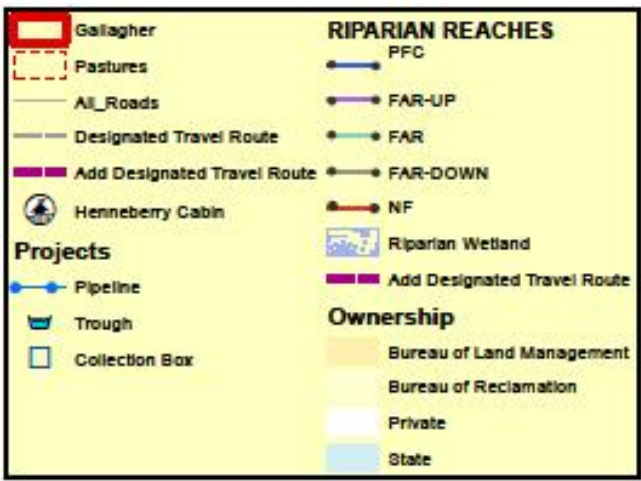 Gallagher
Pastures
All_Roads
Designated Travel Route
Add Designated Travel Route
Henneberry Cabin
Projects
Pipeline
Trough
Collection Box
RIPARIAN REACHES
PFC
FAR-UP
FAR
FAR-DOWN
NF
Riparian Wetland
Add Designated Travel Route
Ownership
Bureau of Land Management
Bureau of Reclamation
Private
State